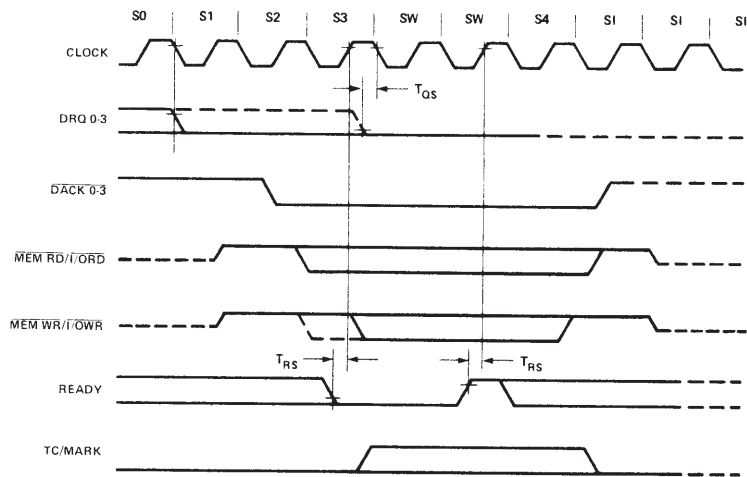 S0 S1 S2 S3 SW SW S4 SI SI SI
CLOCK
TQS
DRQ 0-3
DACK 0-3
MEM RD/I/ORD
MEM WR/I/OWR
TRS TRS
READY
TC/MARK